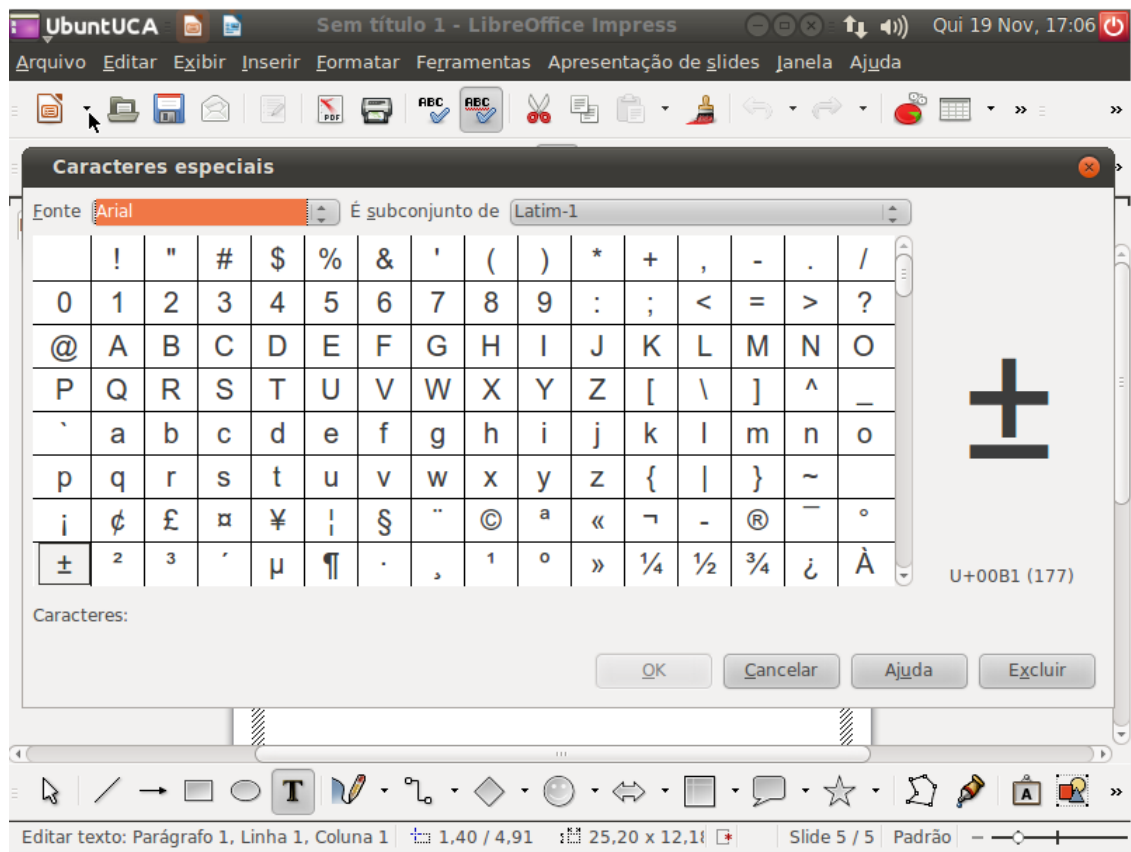 UbuntUCA Sem título 1 - LibreOffice Impress Qui 19 Nov, 17:06
Arquivo Editar Exibir Inserir Formatar Ferramentas Apresentação de slides Janela Ajuda
PDF ABC ABC » »
Caracteres especiais
Fonte Arial É subconjunto de Latim-1
! " # $ % & ' ( ) * + , - . /
0 1 2 3 4 5 6 7 8 9 : ; < = > ?
@ A B C D E F G H I J K L M N O
P Q R S T U V W X Y Z [ \ ] ^ _
` a b c d e f g h i j k l m n o
p q r s t u v w x y z { | } ~
¡ ¢ £ ¤ ¥ ¦ § ¨ © ª « ¬ - ® ¯ °
± ² ³ ´ µ ¶ · ¸ ¹ º » ¼ ½ ¾ ¿ À
±
U+00B1 (177)
Caracteres:
OK Cancelar Ajuda Excluir
T A »
Editar texto: Parágrafo 1, Linha 1, Coluna 1 1,40 / 4,91 25,20 x 12,18 Slide 5 / 5 Padrão